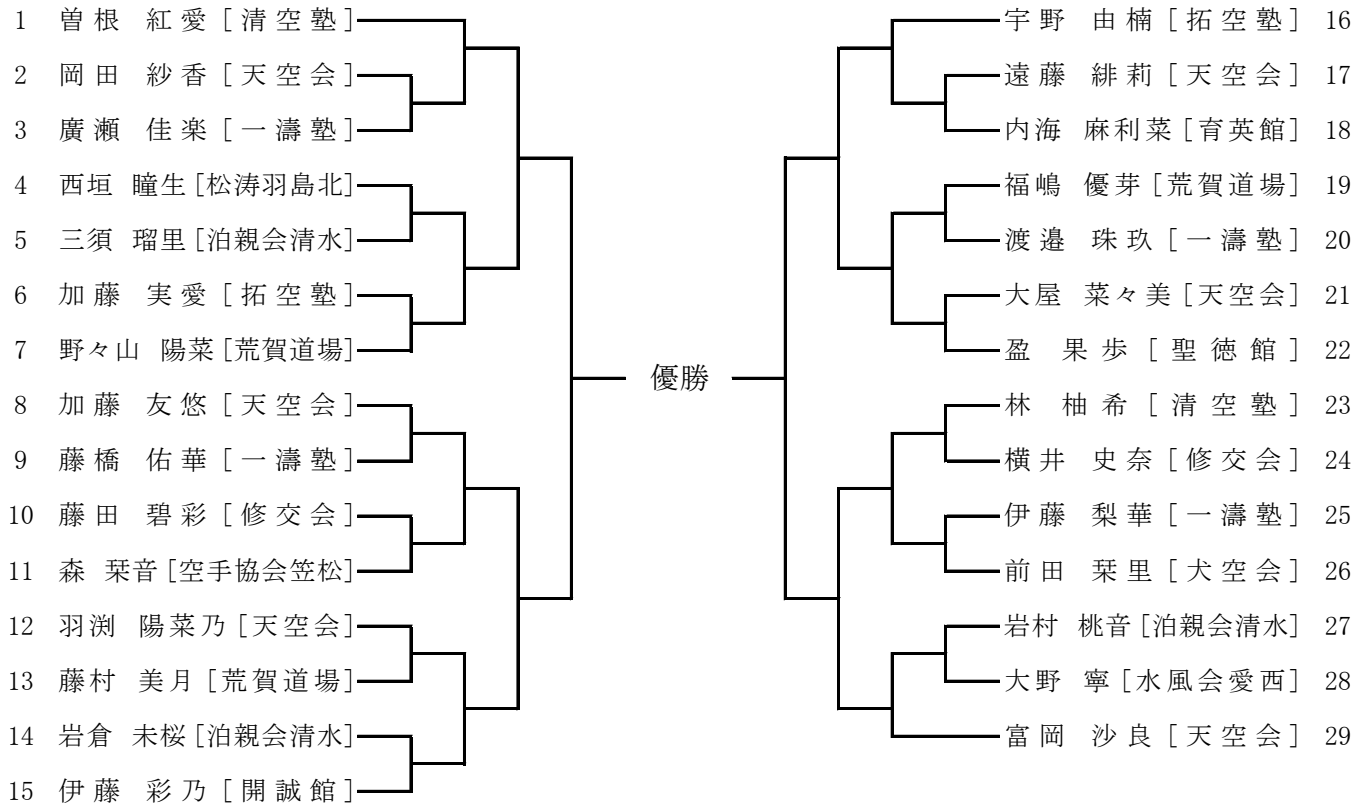 1 曽根 紅愛 [清空塾]
2 岡田 紗香 [天空会]
3 廣瀬 佳楽 [一濤塾]
4 西垣 瞳生 [松涛羽島北]
5 三須 瑠里 [泊親会清水]
6 加藤 実愛 [拓空塾]
7 野々山 陽菜 [荒賀道場]
8 加藤 友悠 [天空会]
9 藤橋 佑華 [一濤塾]
10 藤田 碧彩 [修交会]
11 森 栞音 [空手協会笠松]
12 羽渕 陽菜乃 [天空会]
13 藤村 美月 [荒賀道場]
14 岩倉 未桜 [泊親会清水]
15 伊藤 彩乃 [開誠館]
優勝
宇野 由楠 [拓空塾] 16
遠藤 緋莉 [天空会] 17
内海 麻利菜 [育英館] 18
福嶋 優芽 [荒賀道場] 19
渡邉 珠玖 [一濤塾] 20
大屋 菜々美 [天空会] 21
盈 果歩 [聖徳館] 22
林 柚希 [清空塾] 23
横井 史奈 [修交会] 24
伊藤 梨華 [一濤塾] 25
前田 栞里 [犬空会] 26
岩村 桃音 [泊親会清水] 27
大野 寧 [水風会愛西] 28
富岡 沙良 [天空会] 29